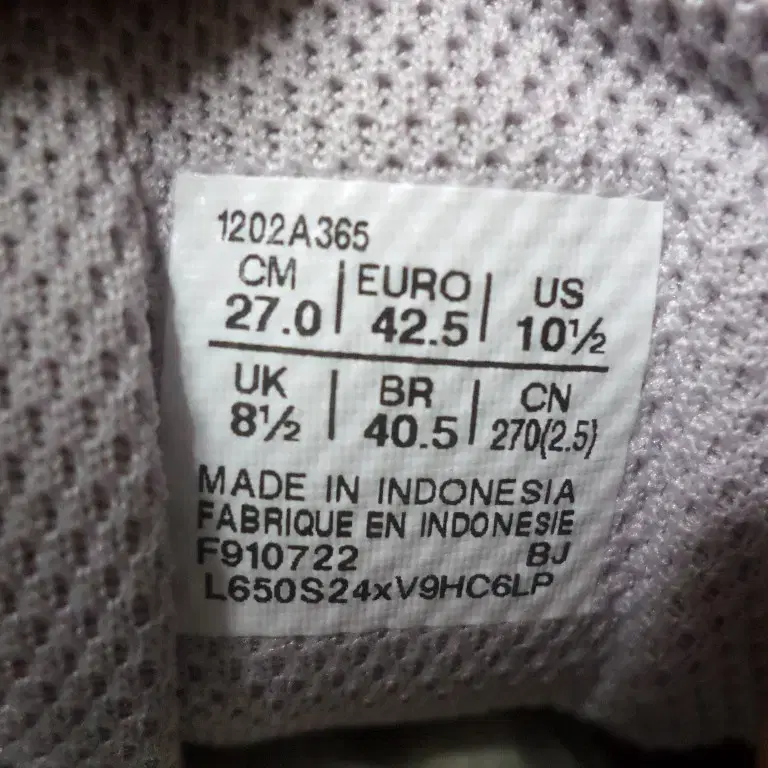 1202A365
CM | EURO | US
27.0 | 42.5 | 10½
UK | BR | CN
8½ | 40.5 | 270(2.5)
MADE IN INDONESIA
FABRIQUE EN INDONESIE
F910722 BJ
L650S24xV9HC6LP